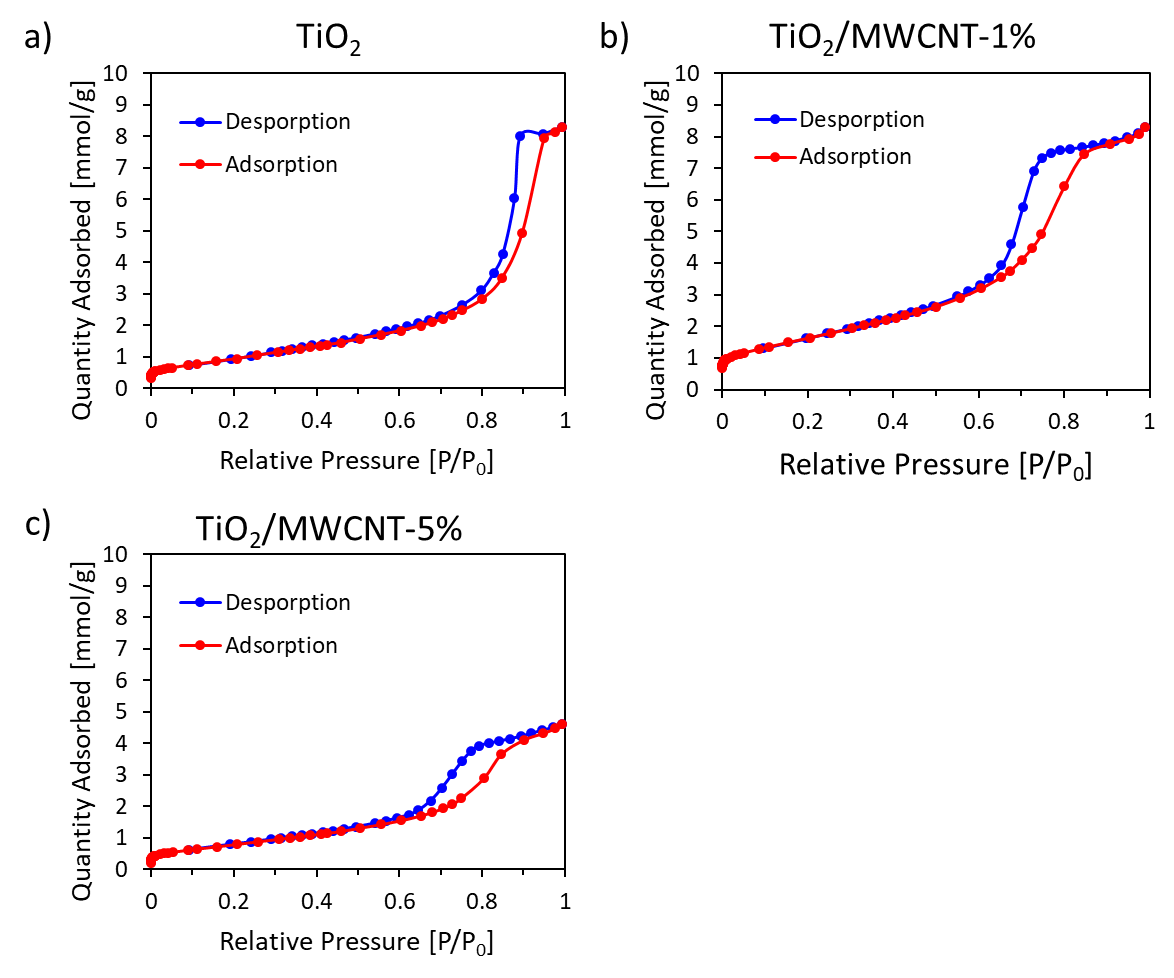 a)
TiO₂
Quantity Adsorbed [mmol/g]
10
9
8
7
6
5
4
3
2
1
0
Desporption
Adsorption
0
0.2
0.4
0.6
0.8
1
Relative Pressure [P/P₀]
b)
TiO₂/MWCNT-1%
Quantity Adsorbed [mmol/g]
10
9
8
7
6
5
4
3
2
1
0
Desporption
Adsorption
0
0.2
0.4
0.6
0.8
1
Relative Pressure [P/P₀]
c)
TiO₂/MWCNT-5%
Quantity Adsorbed [mmol/g]
10
9
8
7
6
5
4
3
2
1
0
Desporption
Adsorption
0
0.2
0.4
0.6
0.8
1
Relative Pressure [P/P₀]